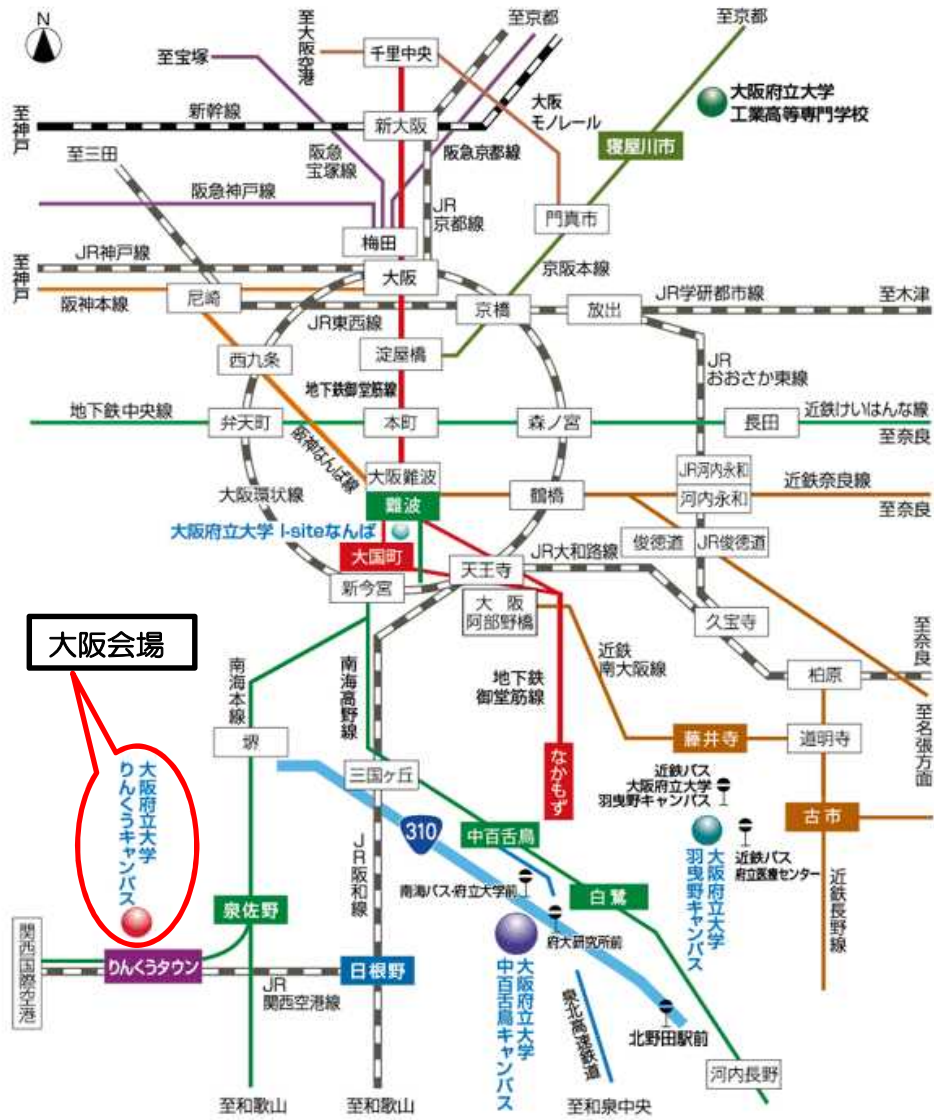 N
至京都
至京都
至大阪空港
至宝塚
千里中央
大阪府立大学
工業高等専門学校
大阪
モノレール
新幹線
至神戸
新大阪
寝屋川市
至三田
阪急
宝塚線
阪急京都線
阪急神戸線
JR
京都線
門真市
梅田
JR神戸線
至神戸
大阪
京阪本線
阪神本線
尼崎
JR東西線
京橋
放出
JR学研都市線
至木津
西九条
淀屋橋
JR
おおさか東線
地下鉄御堂筋線
地下鉄中央線
弁天町
本町
森ノ宮
長田
近鉄けいはんな線
至奈良
阪神なんば線
大阪難波
JR河内永和
大阪環状線
難波
鶴橋
河内永和
近鉄奈良線
至奈良
大阪府立大学 I-siteなんば
大国町
JR大和路線
俊徳道
JR俊徳道
天王寺
新今宮
大阪
阿部野橋
久宝寺
至奈良
大阪会場
南海本線
南海高野線
地下鉄
御堂筋線
近鉄
南大阪線
柏原
至名張方面
堺
なかもず
藤井寺
道明寺
大阪府立大学
りんくうキャンパス
三国ヶ丘
近鉄バス
大阪府立大学
羽曳野キャンパス
310
中百舌鳥
古市
JR阪和線
大阪府立大学
羽曳野キャンパス
近鉄バス
府立医療センター
南海バス・府立大学前
白鷺
近鉄長野線
泉佐野
府大研究所前
関西国際空港
りんくうタウン
日根野
JR
関西空港線
大阪府立大学
中百舌鳥キャンパス
泉北高速鉄道
北野田駅前
河内長野
至和歌山
至和歌山
至和泉中央